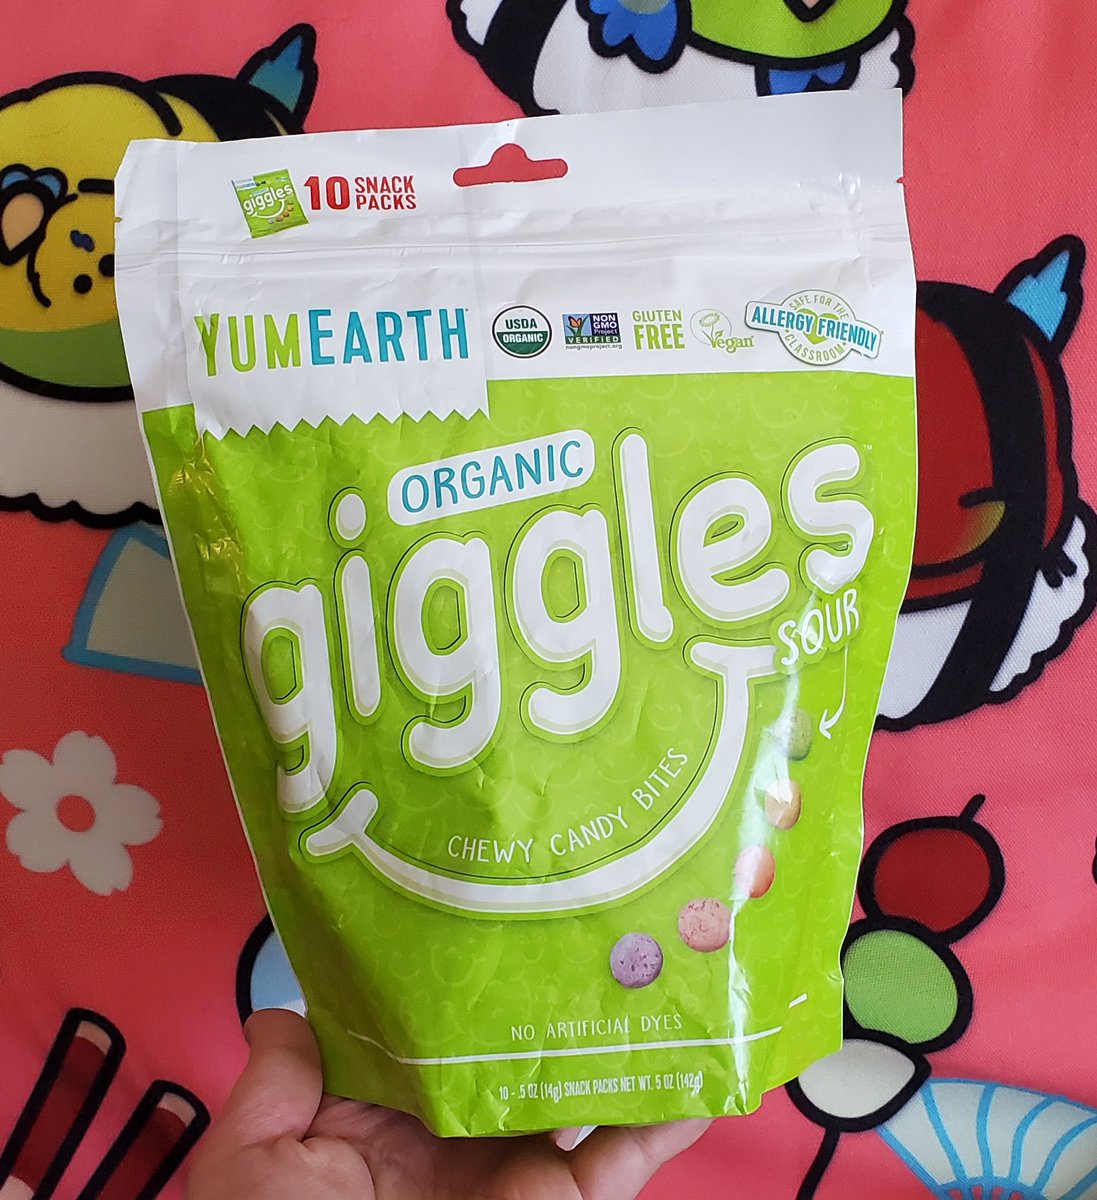 giggles
10 SNACK
PACKS
YUMEARTH
USDA
ORGANIC
NON
GMO
Project
VERIFIED
nongmoproject.org
GLUTEN
FREE
Vegan
SAFE FOR THE
ALLERGY FRIENDLY
CLASSROOM
ORGANIC
giggles™
SOUR
CHEWY CANDY BITES
NO ARTIFICIAL DYES
10 - .5 OZ (14g) SNACK PACKS NET WT. 5 OZ (142g)